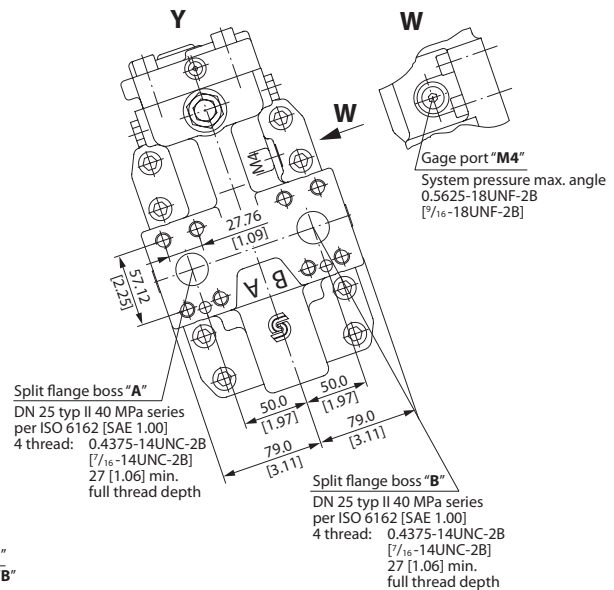 Y
W
W
M4
Gage port "M4"
System pressure max. angle
0.5625-18UNF-2B
[9/16-18UNF-2B]
27.76
[1.09]
57.12
[2.25]
B A
50.0
[1.97]
50.0
[1.97]
79.0
[3.11]
79.0
[3.11]
Split flange boss "A"
DN 25 typ II 40 MPa series
per ISO 6162 [SAE 1.00]
4 thread: 0.4375-14UNC-2B
[7/16-14UNC-2B]
27 [1.06] min.
full thread depth
Split flange boss "B"
DN 25 typ II 40 MPa series
per ISO 6162 [SAE 1.00]
4 thread: 0.4375-14UNC-2B
[7/16-14UNC-2B]
27 [1.06] min.
full thread depth
"
B"